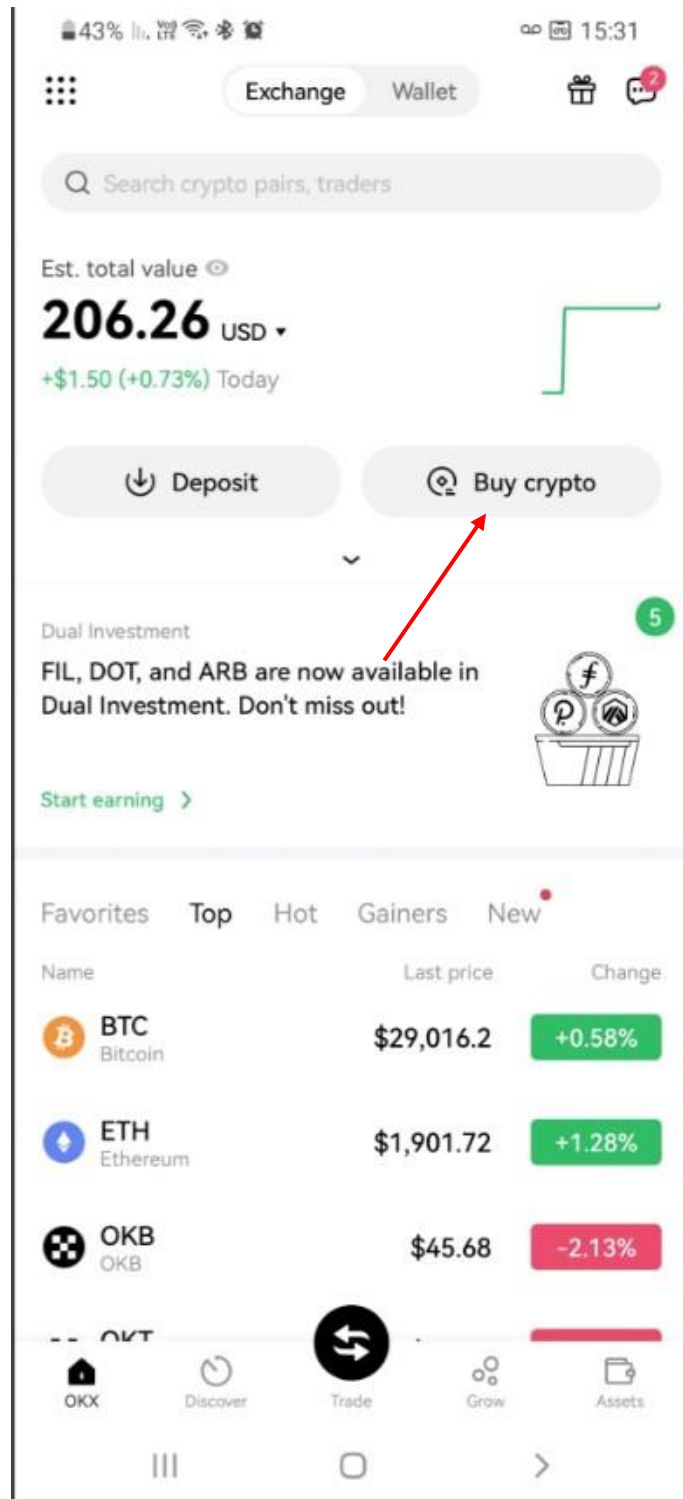 43% 15:31
Exchange Wallet 2
Search crypto pairs, traders
Est. total value
206.26 USD
+$1.50 (+0.73%) Today
Deposit Buy crypto
5
Dual Investment
FIL, DOT, and ARB are now available in
Dual Investment. Don't miss out!
Start earning >
Favorites Top Hot Gainers New
Name Last price Change
BTC $29,016.2 +0.58%
Bitcoin
ETH $1,901.72 +1.28%
Ethereum
OKB $45.68 -2.13%
OKB
OKT
OKX Discover Trade Grow Assets